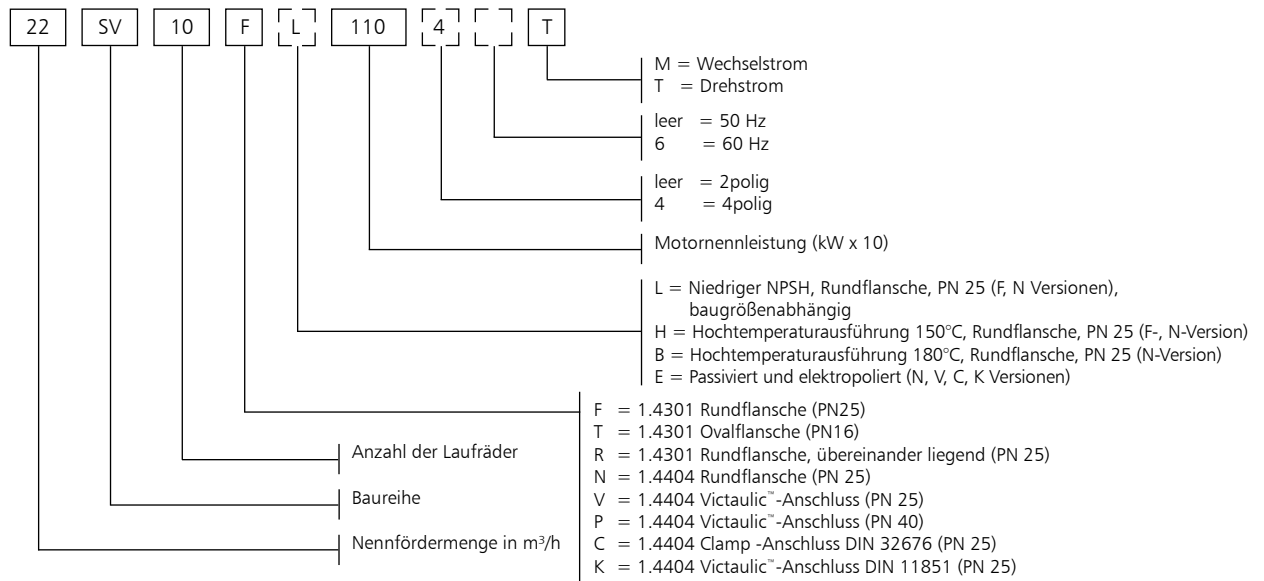 22 SV 10 F L 110 4 T
M = Wechselstrom
T = Drehstrom
leer = 50 Hz
6 = 60 Hz
leer = 2polig
4 = 4polig
Motornennleistung (kW x 10)
L = Niedriger NPSH, Rundflansche, PN 25 (F, N Versionen),
baugrößenabhängig
H = Hochtemperaturausführung 150°C, Rundflansche, PN 25 (F-, N-Version)
B = Hochtemperaturausführung 180°C, Rundflansche, PN 25 (N-Version)
E = Passiviert und elektropoliert (N, V, C, K Versionen)
F = 1.4301 Rundflansche (PN25)
T = 1.4301 Ovalflansche (PN16)
R = 1.4301 Rundflansche, übereinander liegend (PN 25)
N = 1.4404 Rundflansche (PN 25)
V = 1.4404 Victaulic™-Anschluss (PN 25)
P = 1.4404 Victaulic™-Anschluss (PN 40)
C = 1.4404 Clamp -Anschluss DIN 32676 (PN 25)
K = 1.4404 Victaulic™-Anschluss DIN 11851 (PN 25)
Anzahl der Laufräder
Baureihe
Nennfördermenge in m³/h